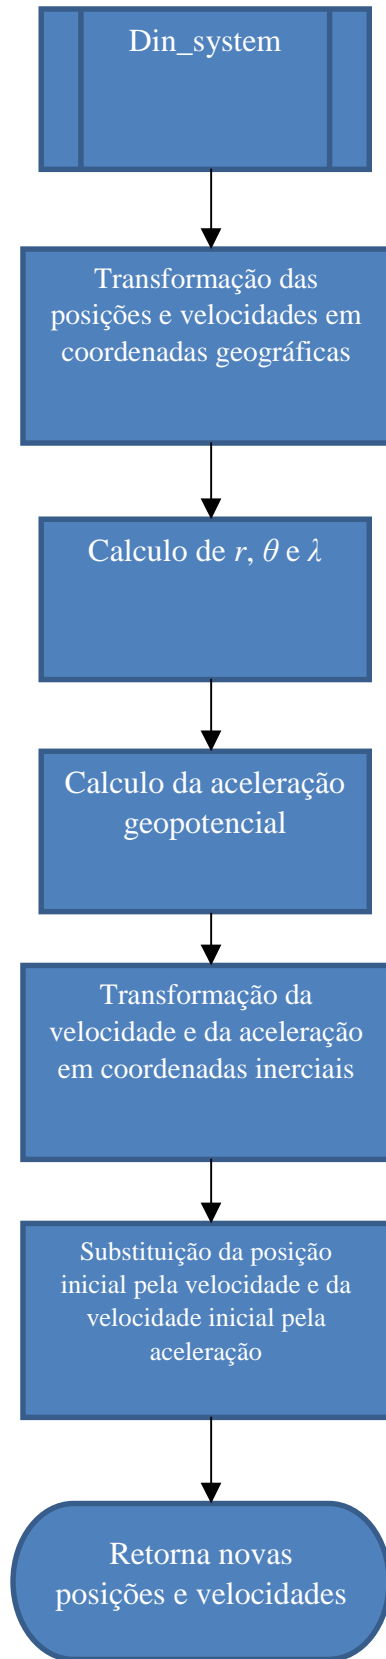 Din_system
Transformação das
posições e velocidades em
coordenadas geográficas
Calculo de r, θ e λ
Calculo da aceleração
geopotencial
Transformação da
velocidade e da aceleração
em coordenadas inerciais
Substituição da posição
inicial pela velocidade e da
velocidade inicial pela
aceleração
Retorna novas
posições e velocidades